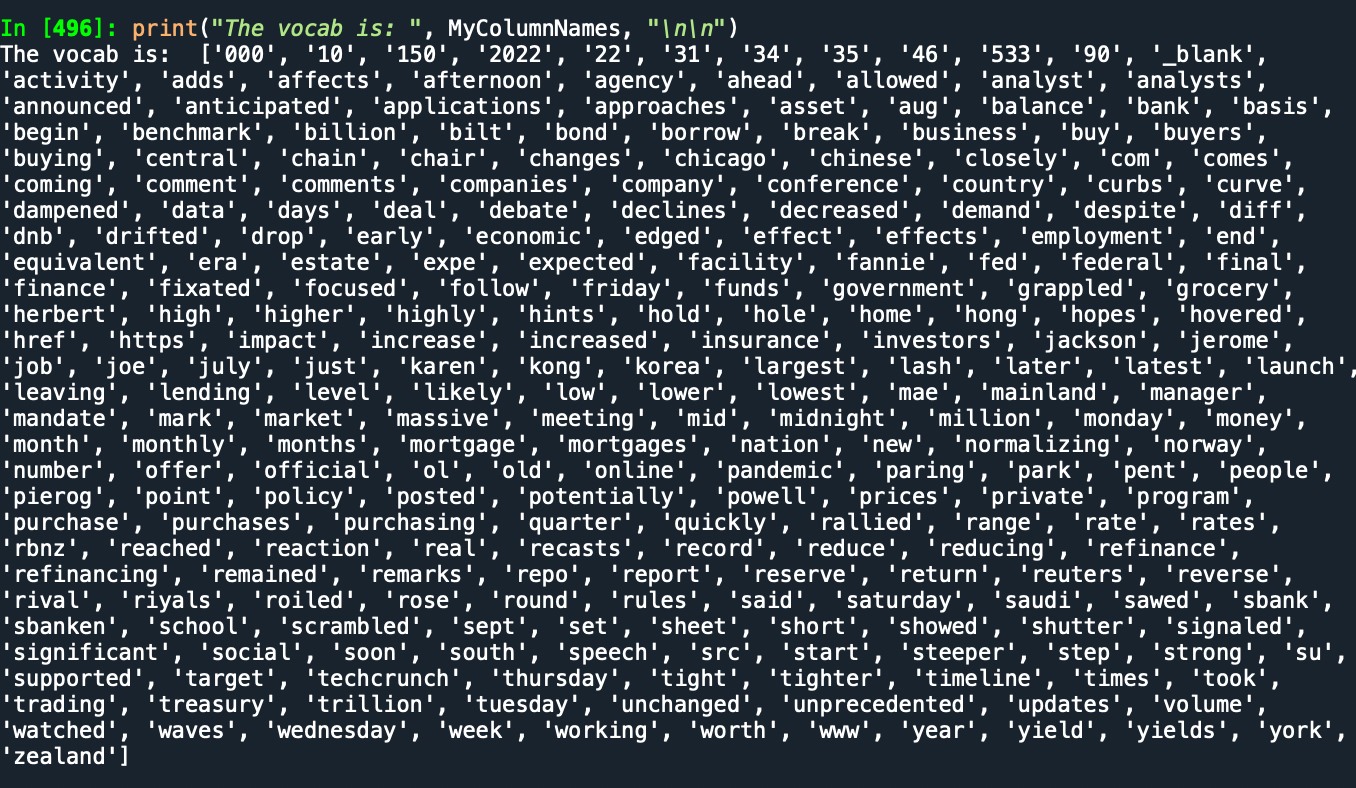 In [496]: print("The vocab is: ", MyColumnNames, "\n\n")
The vocab is:  ['000', '10', '150', '2022', '22', '31', '34', '35', '46', '533', '90', '_blank',
'activity', 'adds', 'affects', 'afternoon', 'agency', 'ahead', 'allowed', 'analyst', 'analysts',
'announced', 'anticipated', 'applications', 'approaches', 'asset', 'aug', 'balance', 'bank', 'basis',
'begin', 'benchmark', 'billion', 'bilt', 'bond', 'borrow', 'break', 'business', 'buy', 'buyers',
'buying', 'central', 'chain', 'chair', 'changes', 'chicago', 'chinese', 'closely', 'com', 'comes',
'coming', 'comment', 'comments', 'companies', 'company', 'conference', 'country', 'curbs', 'curve',
'dampened', 'data', 'days', 'deal', 'debate', 'declines', 'decreased', 'demand', 'despite', 'diff',
'dnb', 'drifted', 'drop', 'early', 'economic', 'edged', 'effect', 'effects', 'employment', 'end',
'equivalent', 'era', 'estate', 'expe', 'expected', 'facility', 'fannie', 'fed', 'federal', 'final',
'finance', 'fixated', 'focused', 'follow', 'friday', 'funds', 'government', 'grappled', 'grocery',
'herbert', 'high', 'higher', 'highly', 'hints', 'hold', 'hole', 'home', 'hong', 'hopes', 'hovered',
'href', 'https', 'impact', 'increase', 'increased', 'insurance', 'investors', 'jackson', 'jerome',
'job', 'joe', 'july', 'just', 'karen', 'kong', 'korea', 'largest', 'lash', 'later', 'latest', 'launch',
'leaving', 'lending', 'level', 'likely', 'low', 'lower', 'lowest', 'mae', 'mainland', 'manager',
'mandate', 'mark', 'market', 'massive', 'meeting', 'mid', 'midnight', 'million', 'monday', 'money',
'month', 'monthly', 'months', 'mortgage', 'mortgages', 'nation', 'new', 'normalizing', 'norway',
'number', 'offer', 'official', 'ol', 'old', 'online', 'pandemic', 'paring', 'park', 'pent', 'people',
'pierog', 'point', 'policy', 'posted', 'potentially', 'powell', 'prices', 'private', 'program',
'purchase', 'purchases', 'purchasing', 'quarter', 'quickly', 'rallied', 'range', 'rate', 'rates',
'rbnz', 'reached', 'reaction', 'real', 'recasts', 'record', 'reduce', 'reducing', 'refinance',
'refinancing', 'remained', 'remarks', 'repo', 'report', 'reserve', 'return', 'reuters', 'reverse',
'rival', 'riyals', 'roiled', 'rose', 'round', 'rules', 'said', 'saturday', 'saudi', 'sawed', 'sbank',
'sbanken', 'school', 'scrambled', 'sept', 'set', 'sheet', 'short', 'showed', 'shutter', 'signaled',
'significant', 'social', 'soon', 'south', 'speech', 'src', 'start', 'steeper', 'step', 'strong', 'su',
'supported', 'target', 'techcrunch', 'thursday', 'tight', 'tighter', 'timeline', 'times', 'took',
'trading', 'treasury', 'trillion', 'tuesday', 'unchanged', 'unprecedented', 'updates', 'volume',
'watched', 'waves', 'wednesday', 'week', 'working', 'worth', 'www', 'year', 'yield', 'yields', 'york',
'zealand']